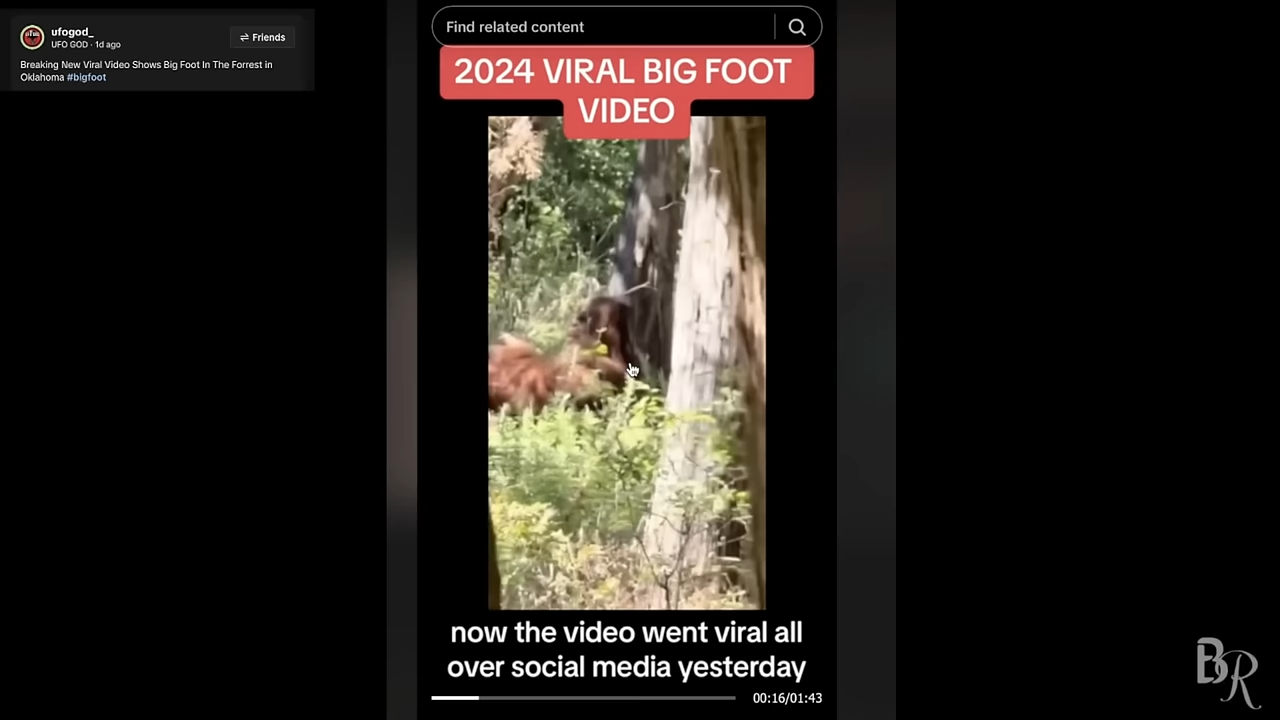 ufogod_
UFO GOD · 1d ago
Friends
Breaking New Viral Video Shows Big Foot In The Forrest in
Oklahoma #bigfoot
Find related content
2024 VIRAL BIG FOOT
VIDEO
now the video went viral all
over social media yesterday
00:16/01:43
BR